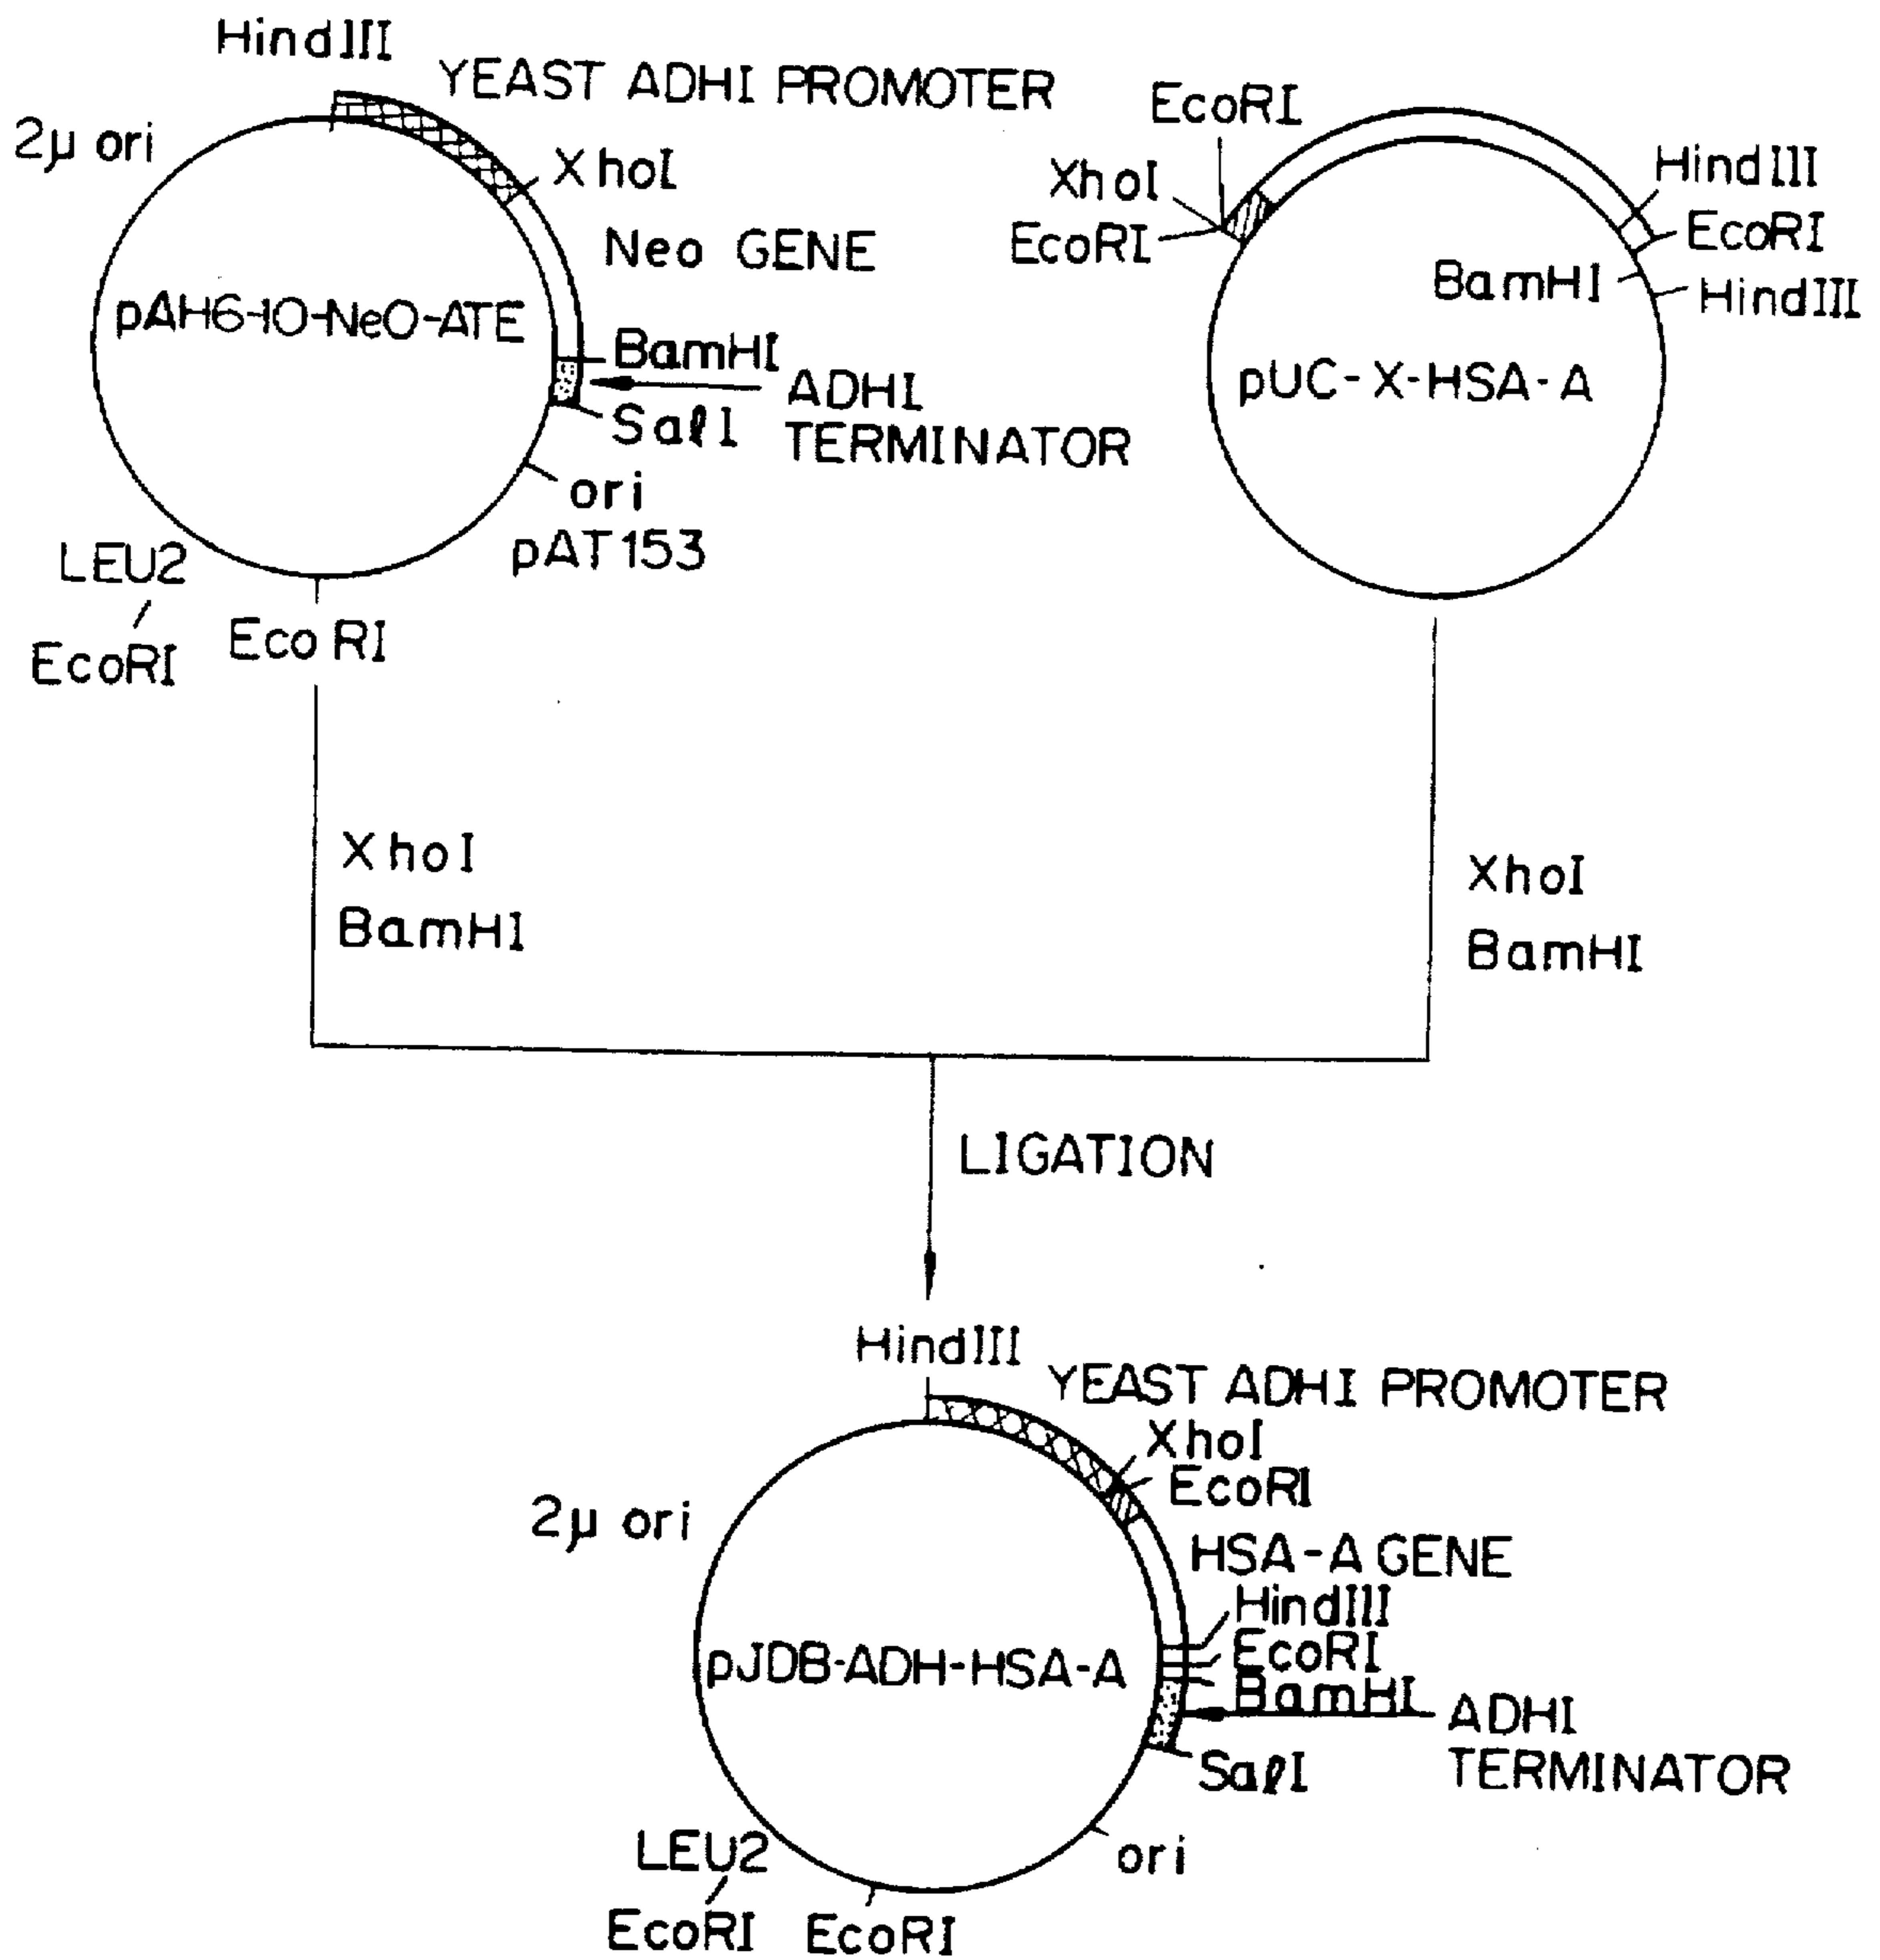 HindIII
YEAST ADHI PROMOTER
2µ ori
XhoI
Neo GENE
pAH6-10-NeO-ATE
BamHI
ADHI
TERMINATOR
SalI
ori
pAT153
LEU2
EcoRI
EcoRI
EcoRI
XhoI
EcoRI
HindIII
EcoRI
BamHI
HindIII
pUC-X-HSA-A
XhoI
BamHI
XhoI
BamHI
LIGATION
HindIII
YEAST ADHI PROMOTER
XhoI
EcoRI
2µ ori
HSA-A GENE
HindIII
EcoRI
BamHI
pJDB-ADH-HSA-A
ADHI
TERMINATOR
SalI
ori
LEU2
EcoRI
EcoRI